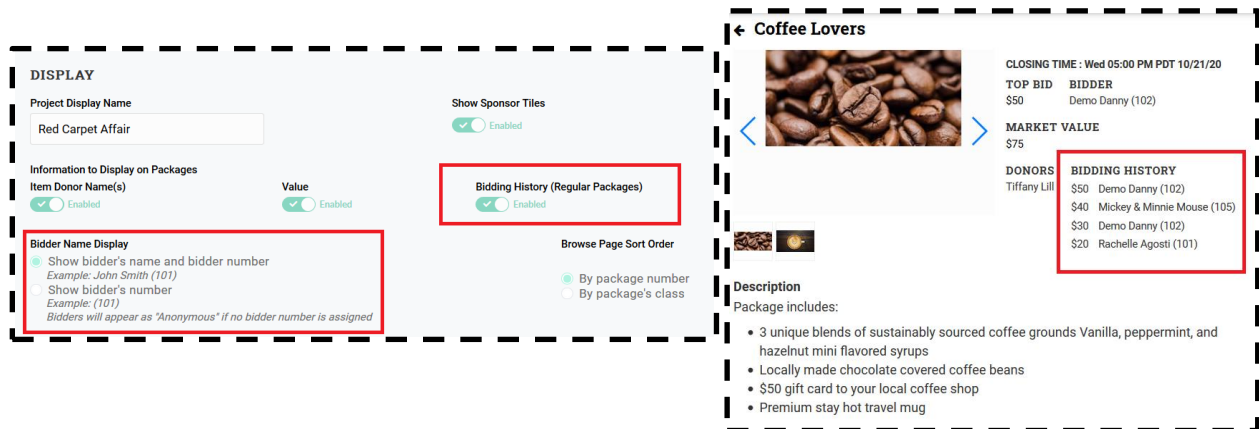 DISPLAY
Project Display Name
Show Sponsor Tiles
Red Carpet Affair
Enabled
Information to Display on Packages
Item Donor Name(s)
Value
Bidding History (Regular Packages)
Enabled
Enabled
Enabled
Bidder Name Display
Browse Page Sort Order
Show bidder's name and bidder number
Example: John Smith (101)
By package number
Show bidder's number
By package's class
Example: (101)
Bidders will appear as "Anonymous" if no bidder number is assigned
Coffee Lovers
CLOSING TIME : Wed 05:00 PM PDT 10/21/20
TOP BID BIDDER
$50 Demo Danny (102)
MARKET VALUE
$75
DONORS
Tiffany Lill
BIDDING HISTORY
$50 Demo Danny (102)
$40 Mickey & Minnie Mouse (105)
$30 Demo Danny (102)
$20 Rachelle Agosti (101)
Description
Package includes:
• 3 unique blends of sustainably sourced coffee grounds Vanilla, peppermint, and
hazelnut mini flavored syrups
• Locally made chocolate covered coffee beans
• $50 gift card to your local coffee shop
• Premium stay hot travel mug